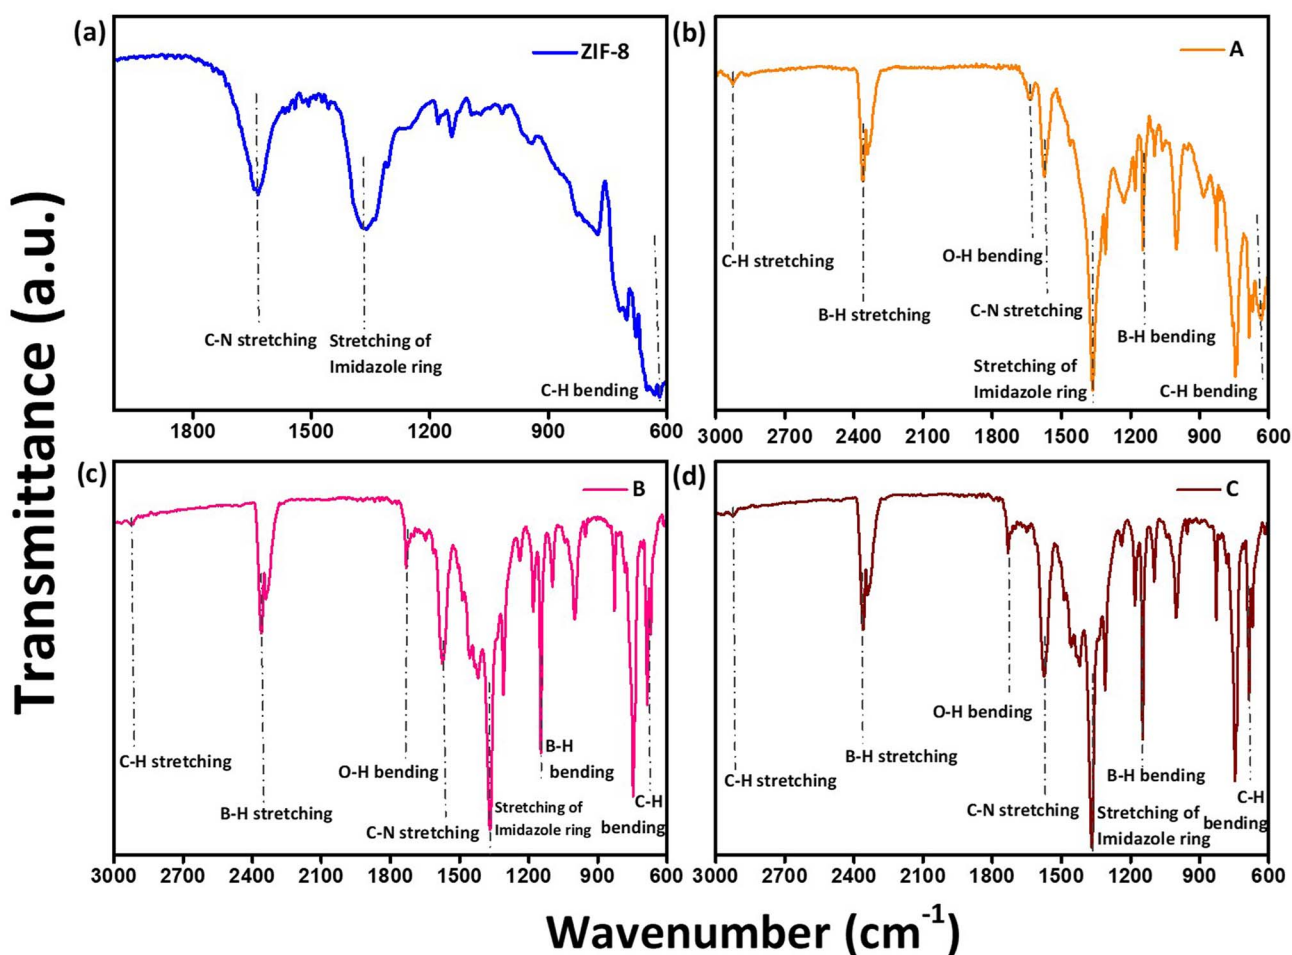 Transmittance (a.u.)
(a)
ZIF-8
C-N stretching
Stretching of
Imidazole ring
C-H bending
1800 1500 1200 900 600
(b)
A
C-H stretching
B-H stretching
O-H bending
C-N stretching
Stretching of
Imidazole ring
B-H bending
C-H bending
3000 2700 2400 2100 1800 1500 1200 900 600
(c)
B
C-H stretching
B-H stretching
O-H bending
C-N stretching
Stretching of
Imidazole ring
B-H
bending
C-H
bending
3000 2700 2400 2100 1800 1500 1200 900 600
(d)
C
C-H stretching
B-H stretching
O-H bending
C-N stretching
Stretching of
Imidazole ring
B-H bending
C-H
bending
3000 2700 2400 2100 1800 1500 1200 900 600
Wavenumber (cm⁻¹)